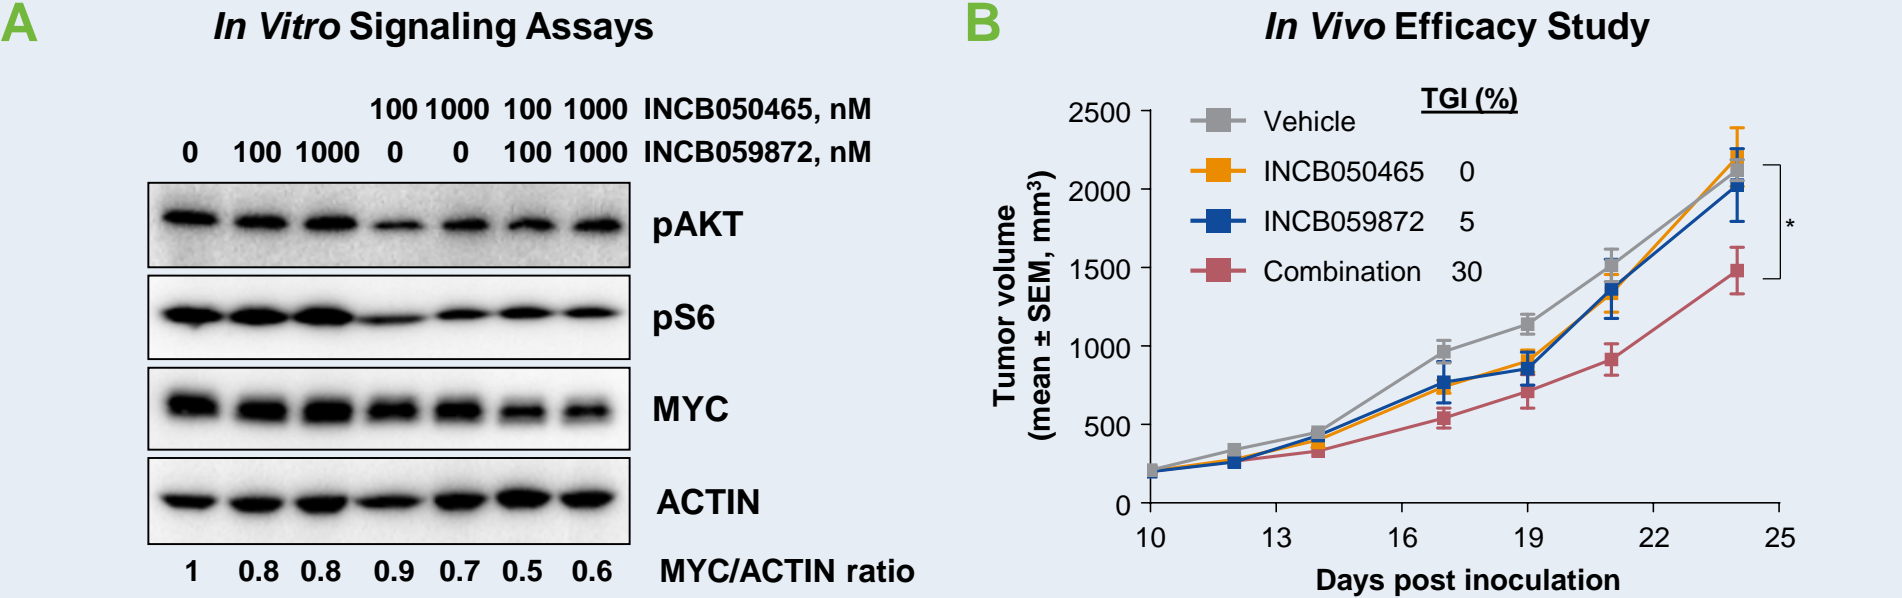 A
In Vitro Signaling Assays
100 1000 100 1000 INCB050465, nM
0 100 1000 0 0 100 1000 INCB059872, nM
pAKT
pS6
MYC
ACTIN
1 0.8 0.8 0.9 0.7 0.5 0.6 MYC/ACTIN ratio
B
In Vivo Efficacy Study
TGI (%)
Vehicle
INCB050465 0
INCB059872 5
Combination 30
*
Tumor volume
(mean ± SEM, mm³)
2500
2000
1500
1000
500
0
10 13 16 19 22 25
Days post inoculation